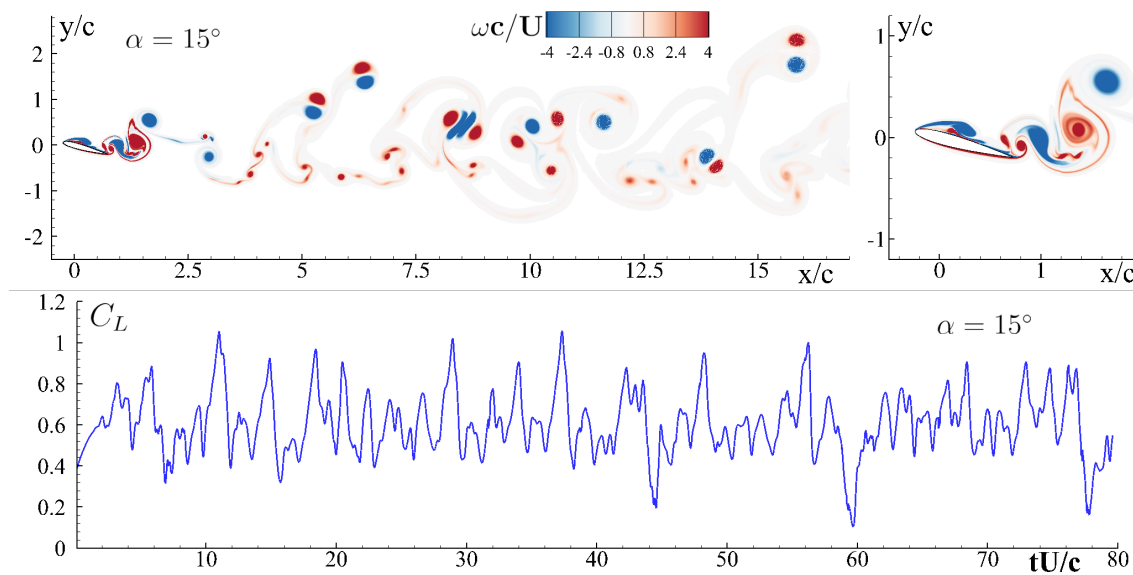 y/c
α = 15°
ωc/U
-4 -2.4 -0.8 0.8 2.4 4
2
1
0
-1
-2
0 2.5 5 7.5 10 12.5 15 x/c
y/c
1
0
-1
0 1 x/c
C_L
α = 15°
1.2
1
0.8
0.6
0.4
0.2
0
10 20 30 40 50 60 70 tU/c 80